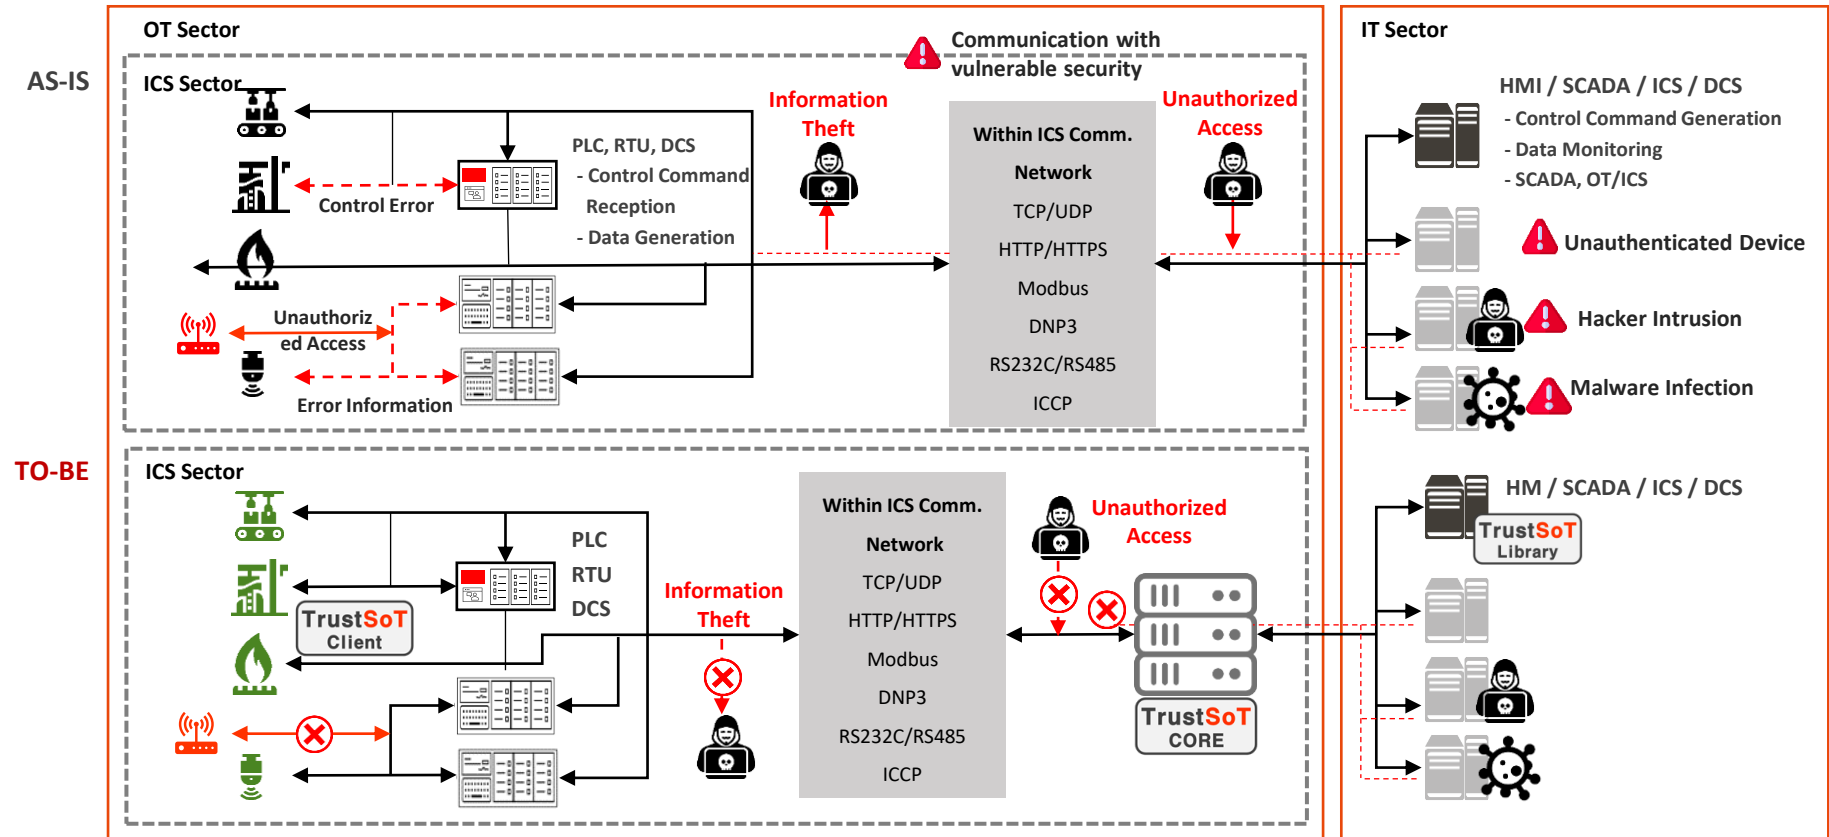 OT Sector
IT Sector
AS-IS
ICS Sector
Communication with
vulnerable security
Information
Theft
Unauthorized
Access
Within ICS Comm.
Network
TCP/UDP
HTTP/HTTPS
Modbus
DNP3
RS232C/RS485
ICCP
PLC, RTU, DCS
- Control Command
Reception
- Data Generation
Control Error
Unauthoriz
ed Access
Error Information
HMI / SCADA / ICS / DCS
- Control Command Generation
- Data Monitoring
- SCADA, OT/ICS
Unauthenticated Device
Hacker Intrusion
Malware Infection
TO-BE
ICS Sector
PLC
RTU
DCS
TrustSoT
Client
Information
Theft
Within ICS Comm.
Network
TCP/UDP
HTTP/HTTPS
Modbus
DNP3
RS232C/RS485
ICCP
Unauthorized
Access
TrustSoT
CORE
HM / SCADA / ICS / DCS
TrustSoT
Library